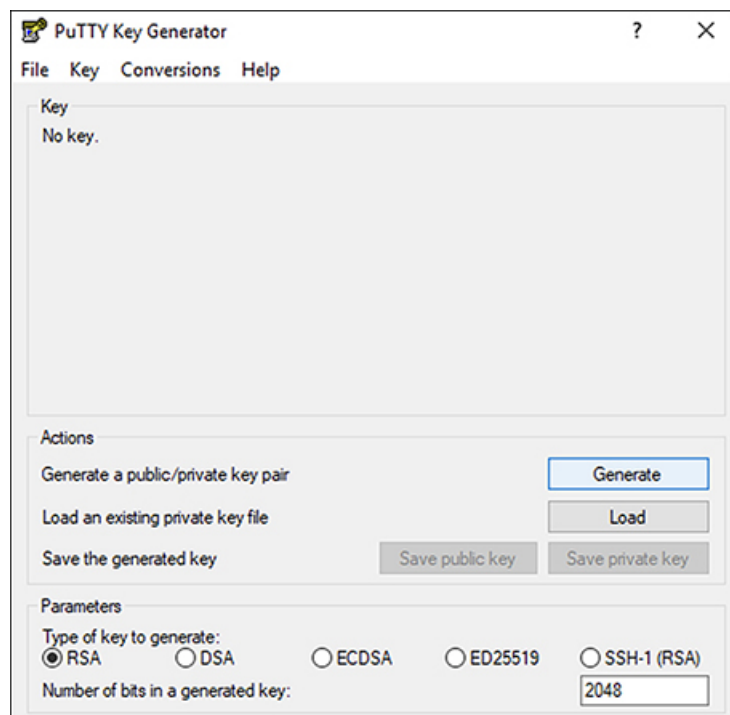 PuTTY Key Generator ? ×
File Key Conversions Help
Key
No key.
Actions
Generate a public/private key pair Generate
Load an existing private key file Load
Save the generated key Save public key Save private key
Parameters
Type of key to generate:
RSA DSA ECDSA ED25519 SSH-1 (RSA)
Number of bits in a generated key: 2048